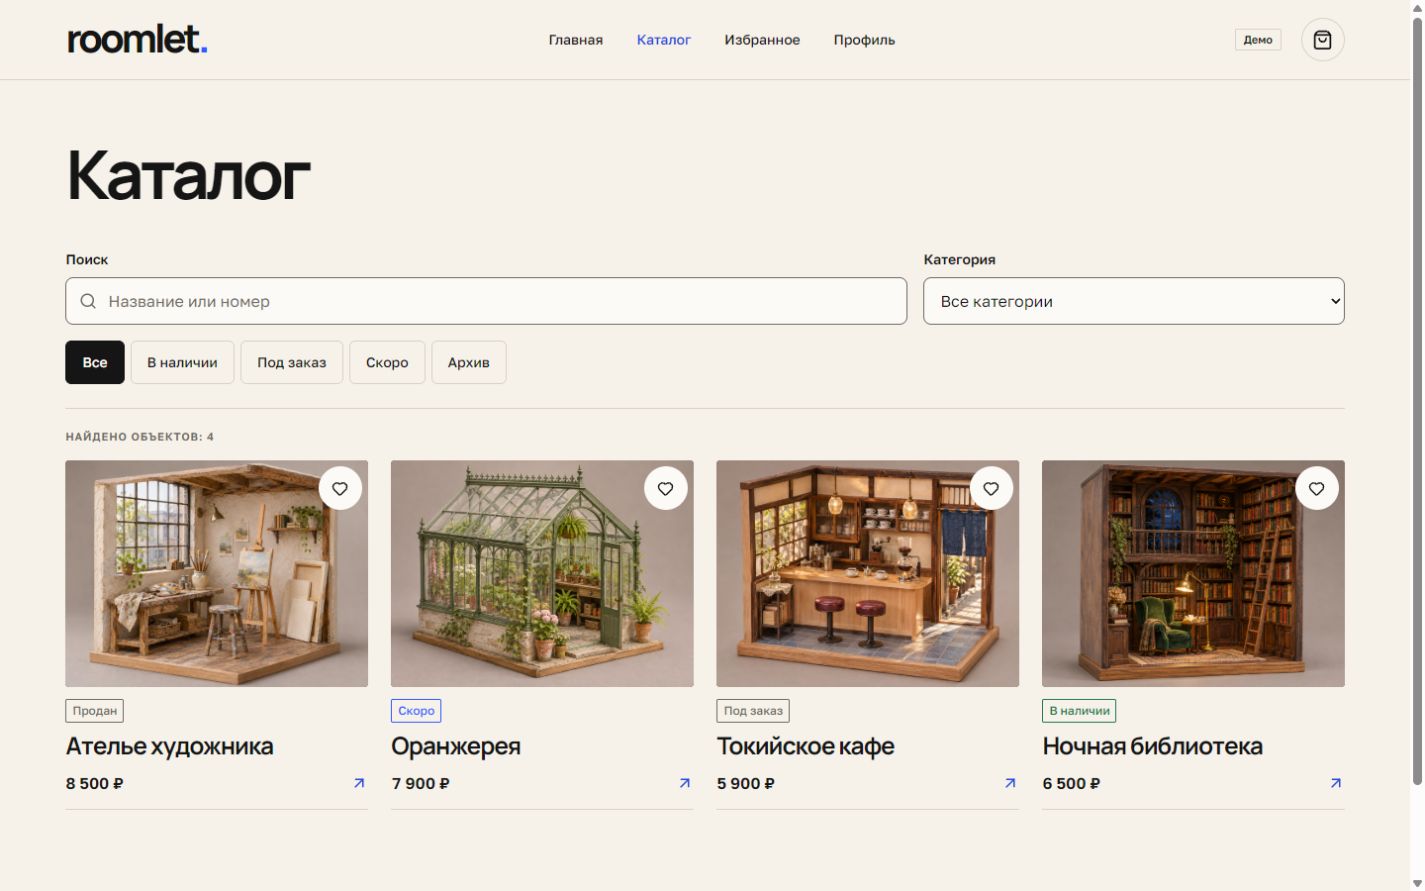 roomlet.
Главная Каталог Избранное Профиль
Демо
Каталог
Поиск
Категория
Название или номер
Все категории
Все В наличии Под заказ Скоро Архив
НАЙДЕНО ОБЪЕКТОВ: 4
Продан
Ателье художника
8 500 ₽
Скоро
Оранжерея
7 900 ₽
Под заказ
Токийское кафе
5 900 ₽
В наличии
Ночная библиотека
6 500 ₽